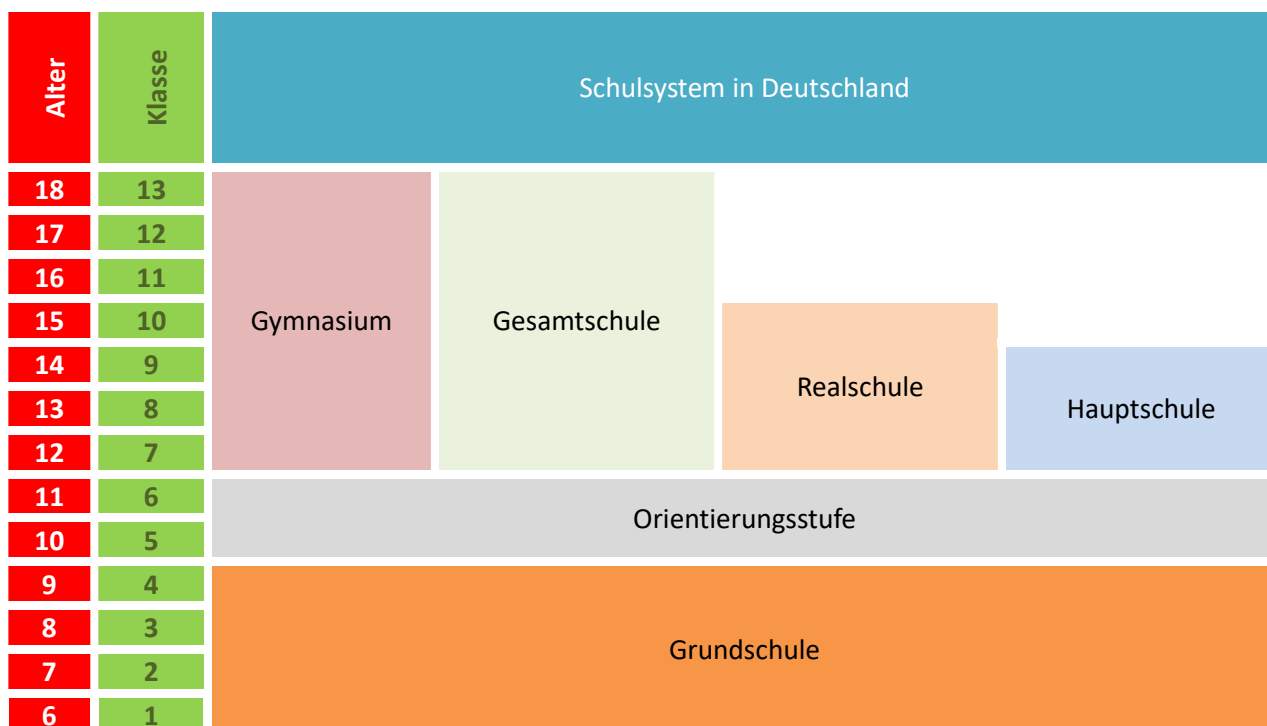 Alter Klasse Schulsystem in Deutschland
18 13
17 12
16 11
15 10 Gymnasium Gesamtschule
14 9
Realschule
13 8 Hauptschule
12 7
11 6
Orientierungsstufe
10 5
9 4
8 3
Grundschule
7 2
6 1